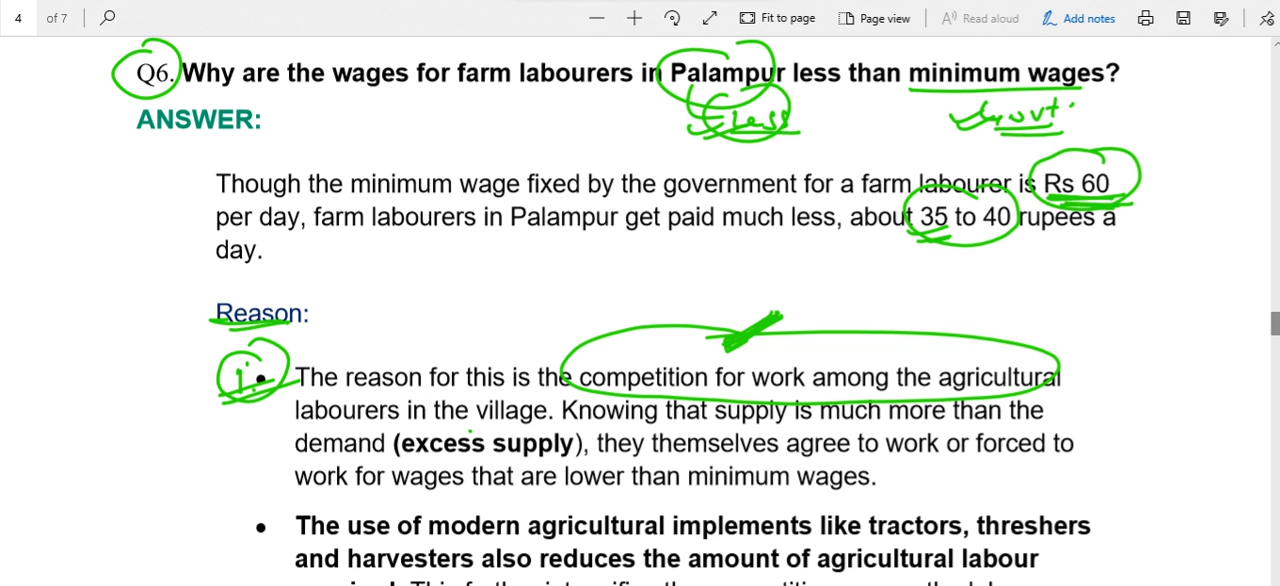 4 of 7 Fit to page Page view Read aloud Add notes
Q6. Why are the wages for farm labourers in Palampur less than minimum wages?
Less Govt.
ANSWER:
Though the minimum wage fixed by the government for a farm labourer is Rs 60
per day, farm labourers in Palampur get paid much less, about 35 to 40 rupees a
day.
Reason:
1. • The reason for this is the competition for work among the agricultural
labourers in the village. Knowing that supply is much more than the
demand (excess supply), they themselves agree to work or forced to
work for wages that are lower than minimum wages.
• The use of modern agricultural implements like tractors, threshers
and harvesters also reduces the amount of agricultural labour